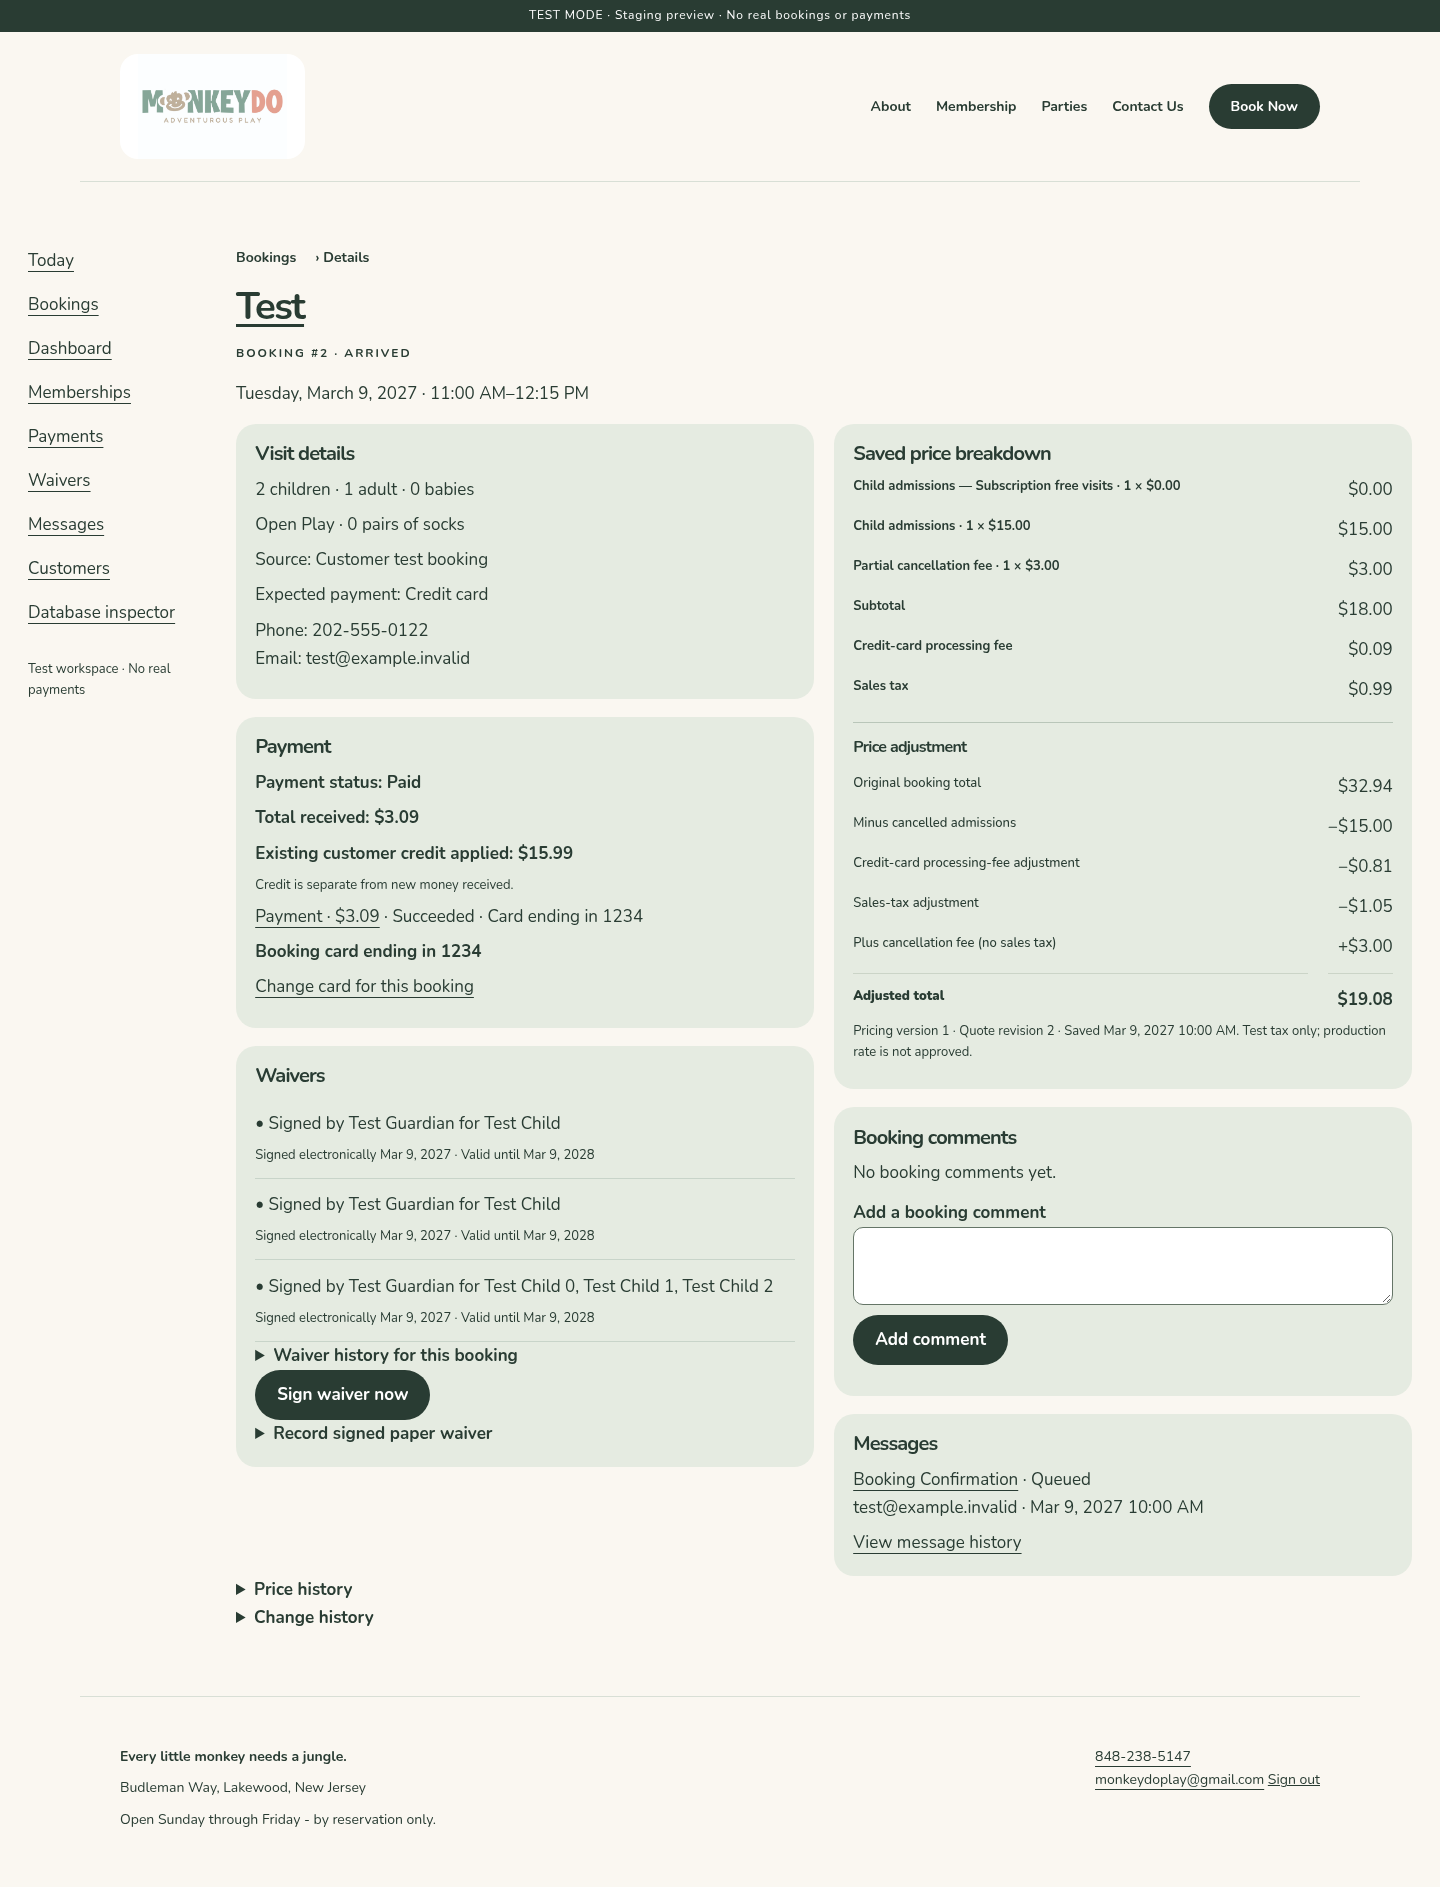 TEST MODE · Staging preview · No real bookings or payments
MONKEYDO
ADVENTUROUS PLAY
About Membership Parties Contact Us Book Now
Today
Bookings
Dashboard
Memberships
Payments
Waivers
Messages
Customers
Database inspector
Test workspace · No real
payments
Bookings › Details
Test
BOOKING #2 · ARRIVED
Tuesday, March 9, 2027 · 11:00 AM–12:15 PM
Visit details
2 children · 1 adult · 0 babies
Open Play · 0 pairs of socks
Source: Customer test booking
Expected payment: Credit card
Phone: 202-555-0122
Email: test@example.invalid
Payment
Payment status: Paid
Total received: $3.09
Existing customer credit applied: $15.99
Credit is separate from new money received.
Payment · $3.09 · Succeeded · Card ending in 1234
Booking card ending in 1234
Change card for this booking
Waivers
• Signed by Test Guardian for Test Child
Signed electronically Mar 9, 2027 · Valid until Mar 9, 2028
• Signed by Test Guardian for Test Child
Signed electronically Mar 9, 2027 · Valid until Mar 9, 2028
• Signed by Test Guardian for Test Child 0, Test Child 1, Test Child 2
Signed electronically Mar 9, 2027 · Valid until Mar 9, 2028
▶ Waiver history for this booking
Sign waiver now
▶ Record signed paper waiver
Saved price breakdown
Child admissions — Subscription free visits · 1 × $0.00 $0.00
Child admissions · 1 × $15.00 $15.00
Partial cancellation fee · 1 × $3.00 $3.00
Subtotal $18.00
Credit-card processing fee $0.09
Sales tax $0.99
Price adjustment
Original booking total $32.94
Minus cancelled admissions −$15.00
Credit-card processing-fee adjustment −$0.81
Sales-tax adjustment −$1.05
Plus cancellation fee (no sales tax) +$3.00
Adjusted total $19.08
Pricing version 1 · Quote revision 2 · Saved Mar 9, 2027 10:00 AM. Test tax only; production
rate is not approved.
Booking comments
No booking comments yet.
Add a booking comment
Add comment
Messages
Booking Confirmation · Queued
test@example.invalid · Mar 9, 2027 10:00 AM
View message history
▶ Price history
▶ Change history
Every little monkey needs a jungle.
Budleman Way, Lakewood, New Jersey
Open Sunday through Friday - by reservation only.
848-238-5147
monkeydoplay@gmail.com Sign out